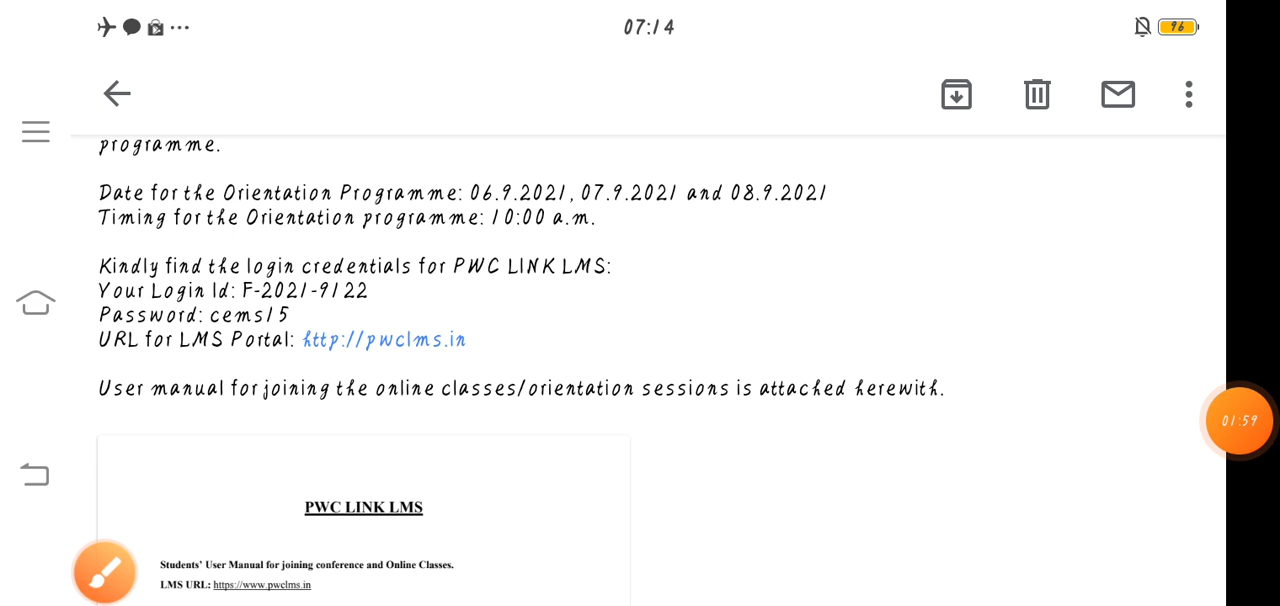 07:14
96
programme.
Date for the Orientation Programme: 06.9.2021, 07.9.2021 and 08.9.2021
Timing for the Orientation programme: 10:00 a.m.
Kindly find the login credentials for PWC LINK LMS:
Your Login Id: F-2021-9122
Password: cems15
URL for LMS Portal: http://pwclms.in
User manual for joining the online classes/orientation sessions is attached herewith.
01:59
PWC LINK LMS
Students' User Manual for joining conference and Online Classes.
LMS URL: https://www.pwclms.in